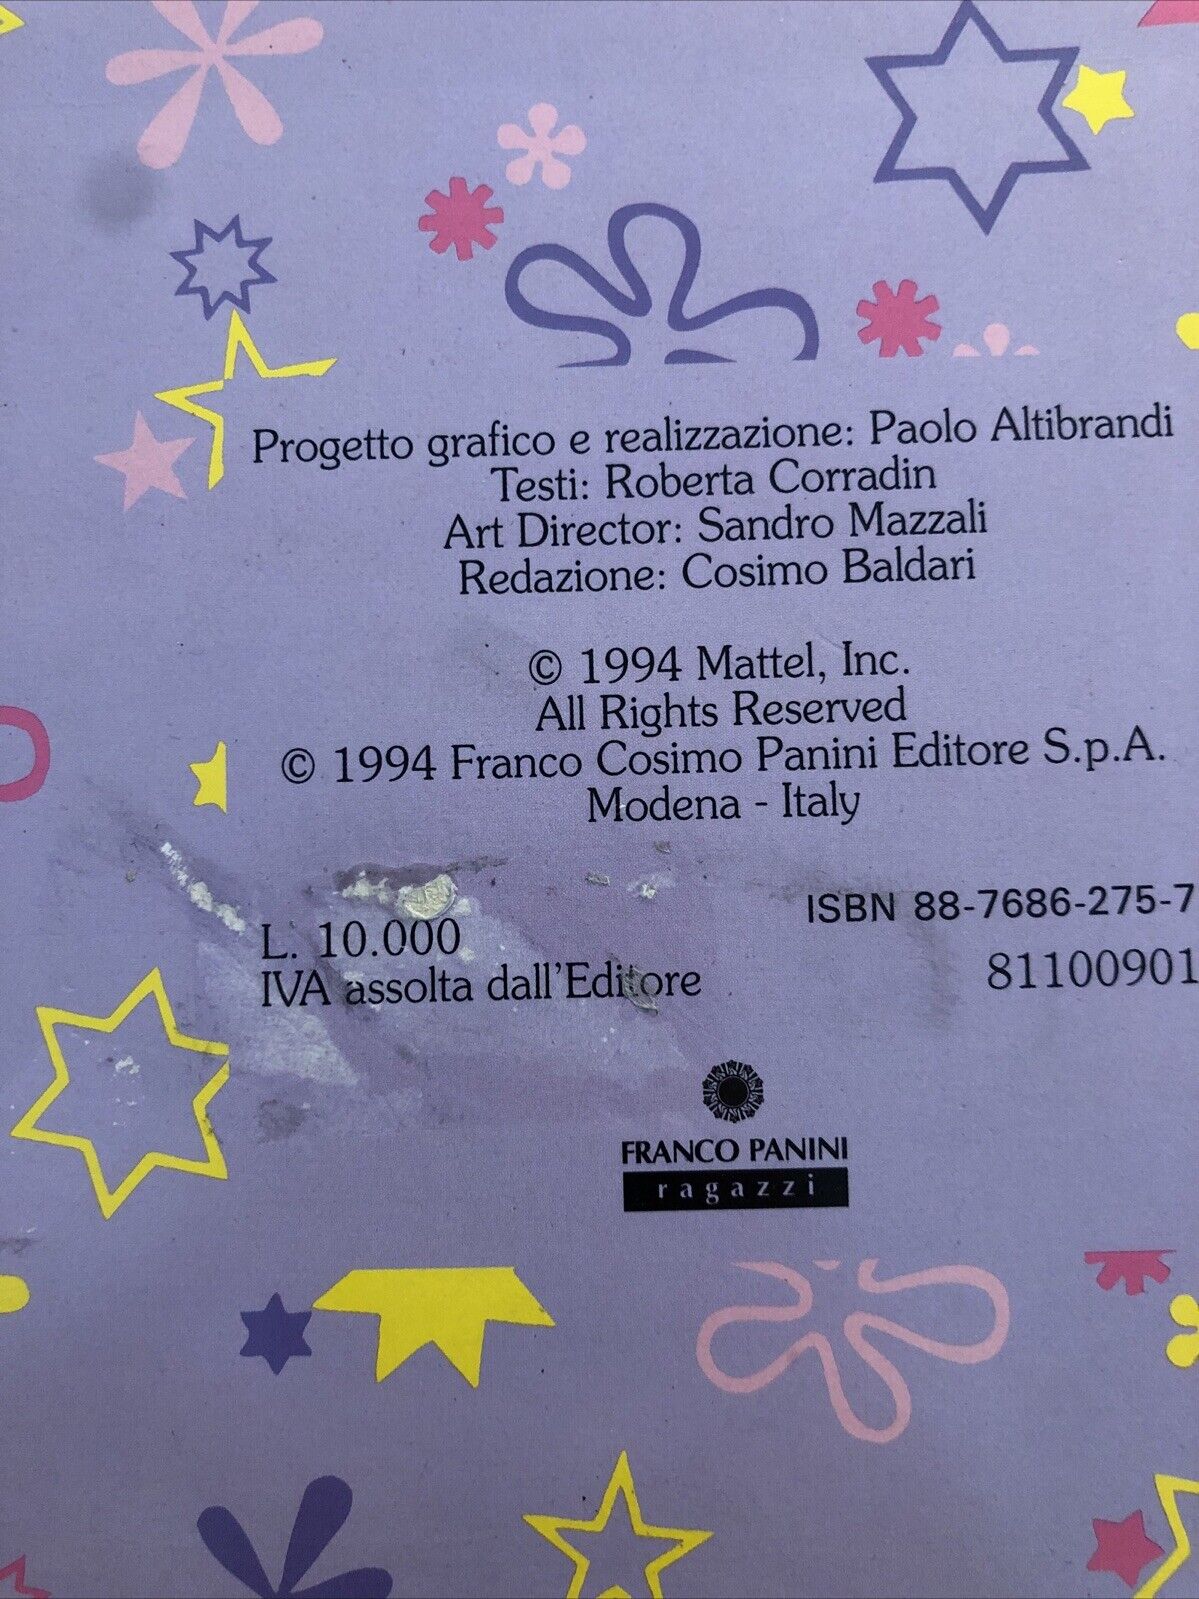 Progetto grafico e realizzazione: Paolo Altibrandi
Testi: Roberta Corradin
Art Director: Sandro Mazzali
Redazione: Cosimo Baldari
© 1994 Mattel, Inc.
All Rights Reserved
© 1994 Franco Cosimo Panini Editore S.p.A.
Modena - Italy
ISBN 88-7686-275-7
L. 10.000
IVA assolta dall'Editore
81100901
FRANCO PANINI
ragazzi